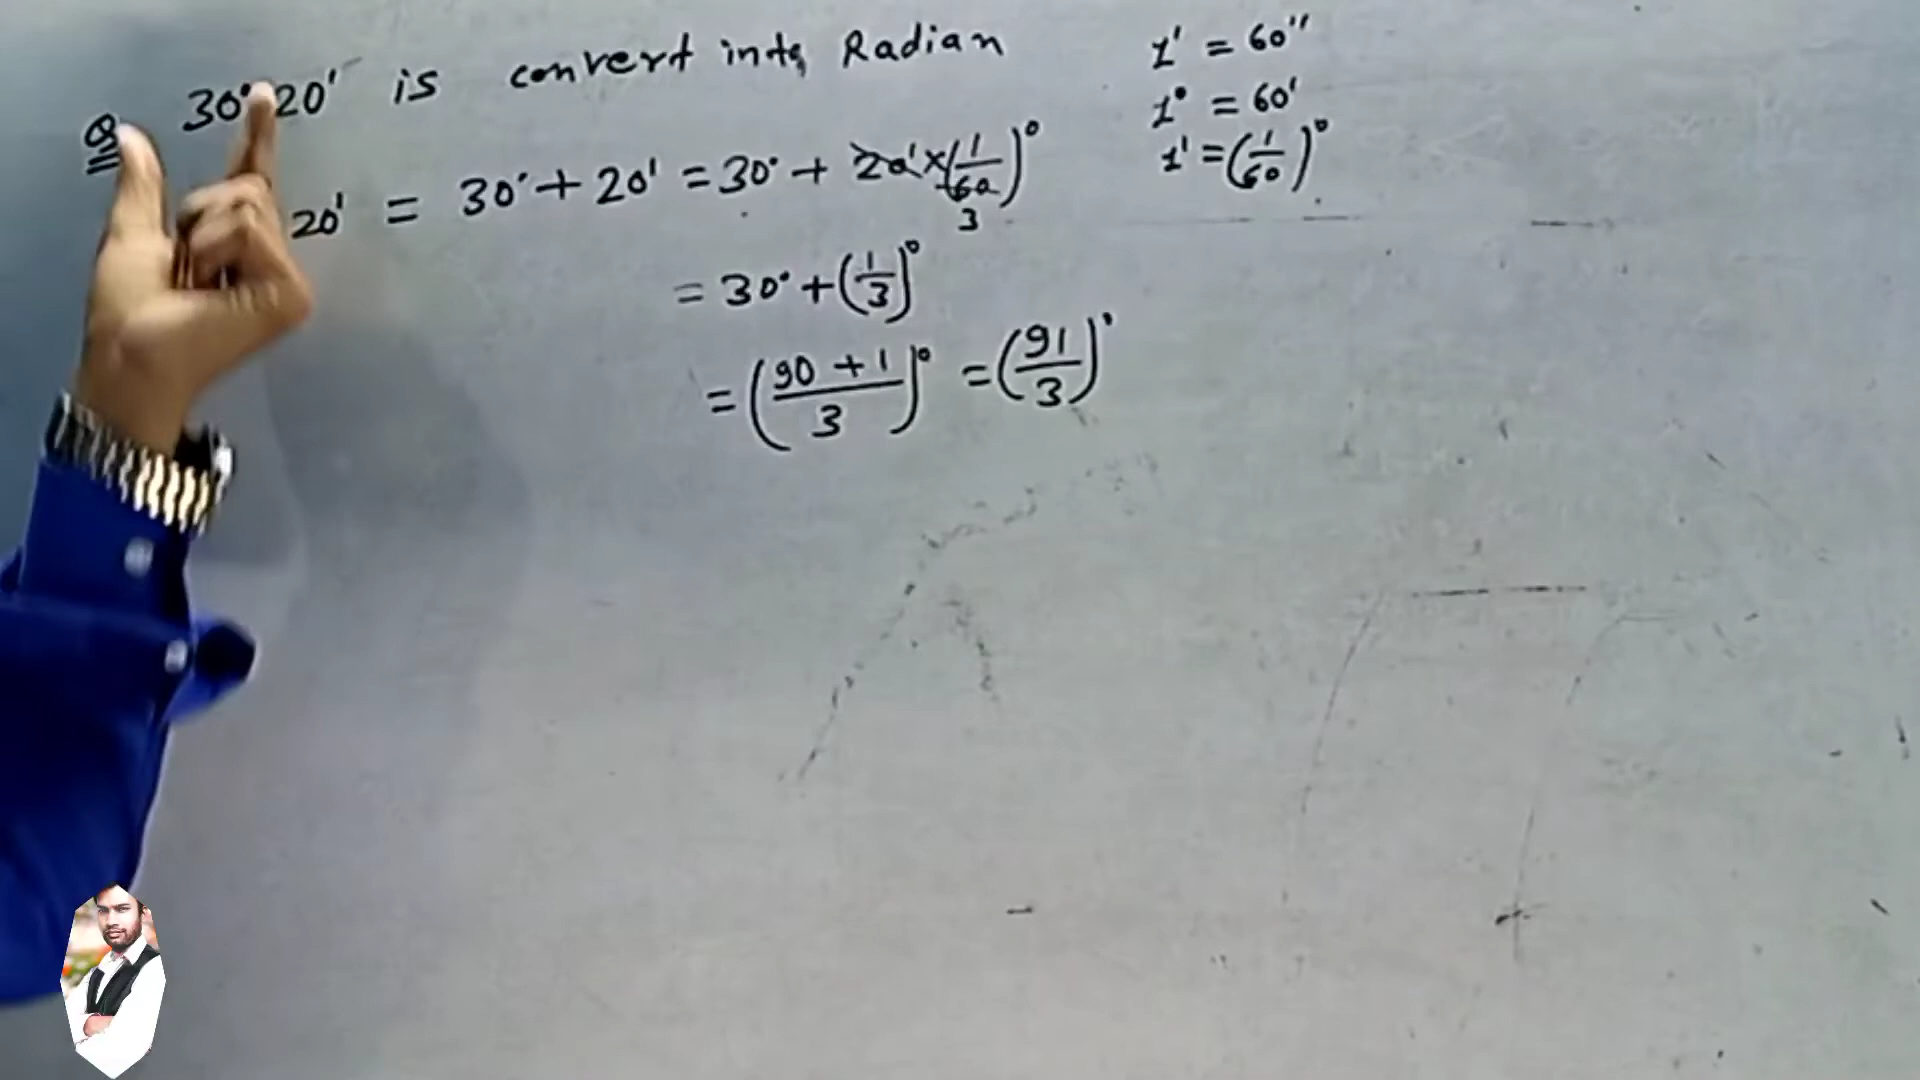 Q 30° 20' is convert into Radian
20' = 30° + 20' = 30° + 20' × (1/60)°
3
= 30° + (1/3)°
= ((90 + 1)/3)° = (91/3)°
1' = 60"
1° = 60'
1' = (1/60)°